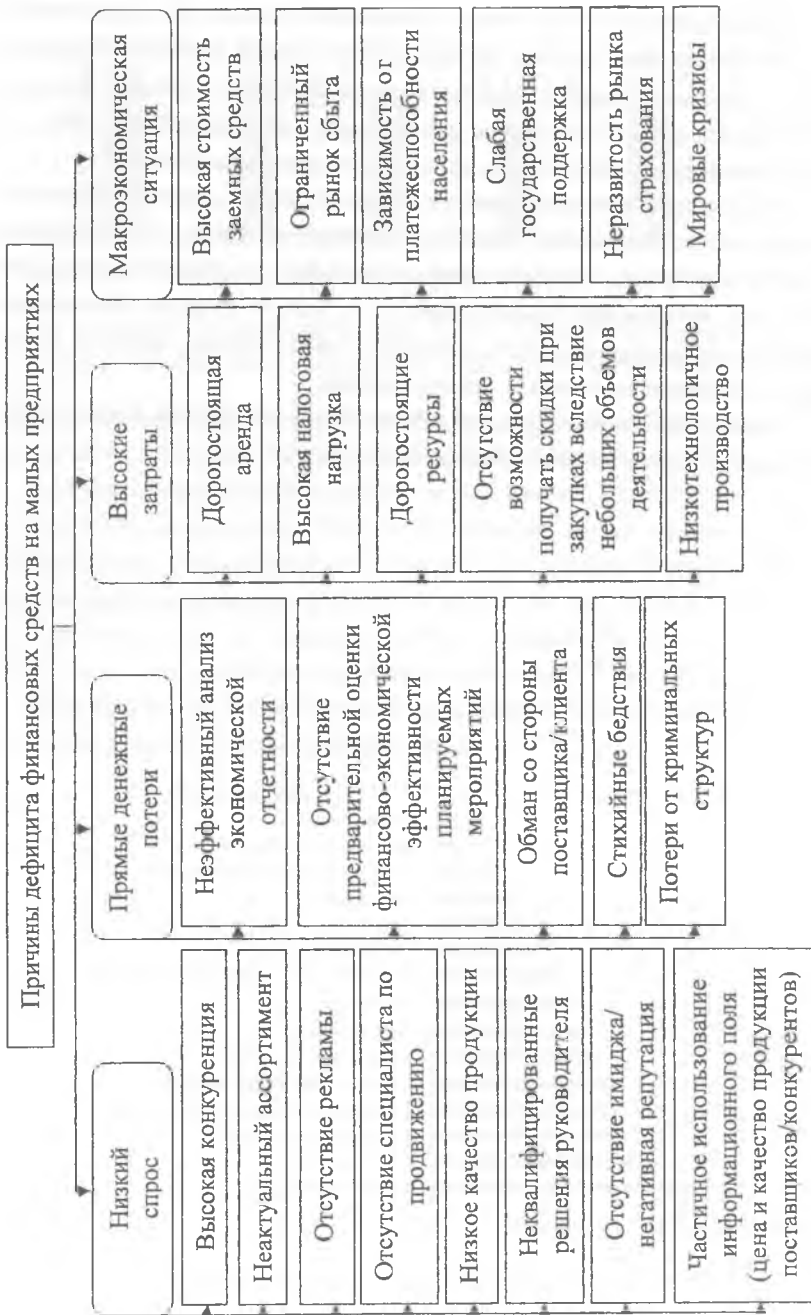 Причины дефицита финансовых средств на малых предприятиях
Низкий
спрос
Высокая конкуренция
Неактуальный ассортимент
Отсутствие рекламы
Отсутствие специалиста по
продвижению
Низкое качество продукции
Неквалифицированные
решения руководителя
Отсутствие имиджа/
негативная репутация
Частичное использование
информационного поля
(цена и качество продукции
поставщиков/конкурентов)
Прямые денежные
потери
Неэффективный анализ
экономической
отчетности
Отсутствие
предварительной оценки
финансово-экономической
эффективности
планируемых
мероприятий
Обман со стороны
поставщика/клиента
Стихийные бедствия
Потери от криминальных
структур
Высокие
затраты
Дорогостоящая
аренда
Высокая налоговая
нагрузка
Дорогостоящие
ресурсы
Отсутствие
возможности
получать скидки при
закупках вследствие
небольших объемов
деятельности
Низкотехнологичное
производство
Макроэкономическая
ситуация
Высокая стоимость
заемных средств
Ограниченный
рынок сбыта
Зависимость от
платежеспособности
населения
Слабая
государственная
поддержка
Неразвитость рынка
страхования
Мировые кризисы